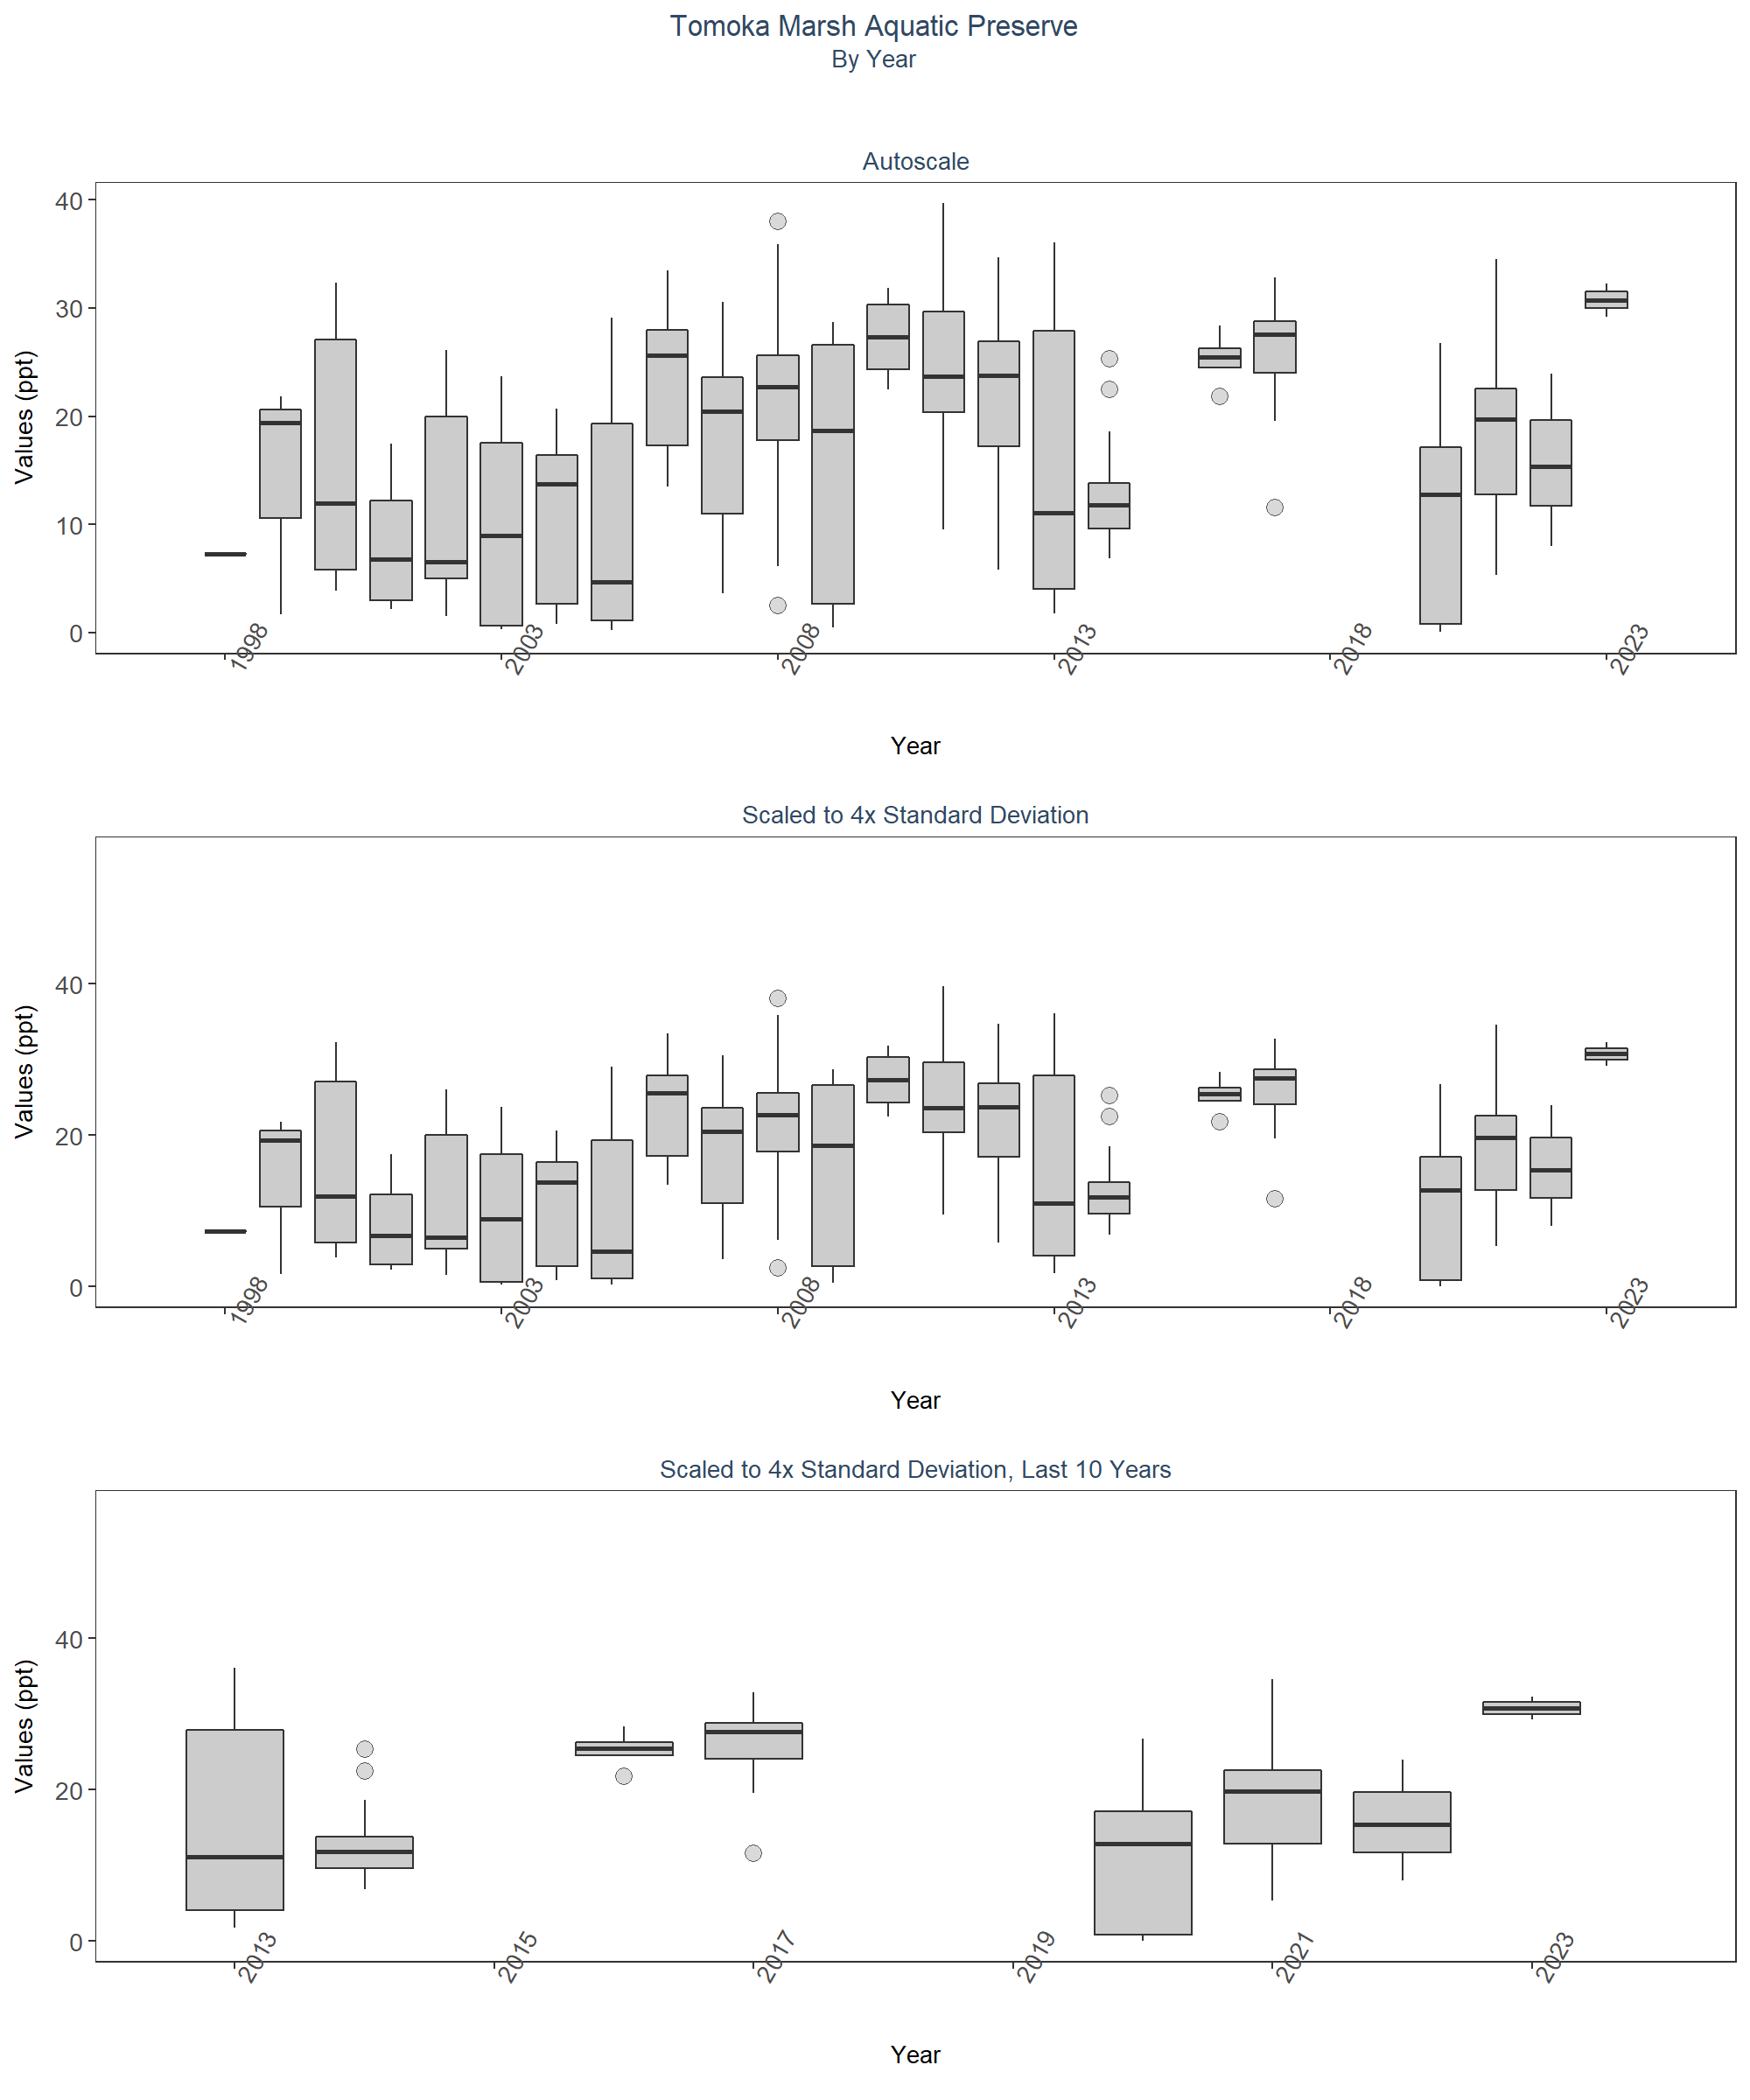 Tomoka Marsh Aquatic Preserve
By Year
Autoscale
Values (ppt)
40
30
20
10
0
1998 2003 2008 2013 2018 2023
Year
Scaled to 4x Standard Deviation
Values (ppt)
40
20
0
1998 2003 2008 2013 2018 2023
Year
Scaled to 4x Standard Deviation, Last 10 Years
Values (ppt)
40
20
0
2013 2015 2017 2019 2021 2023
Year